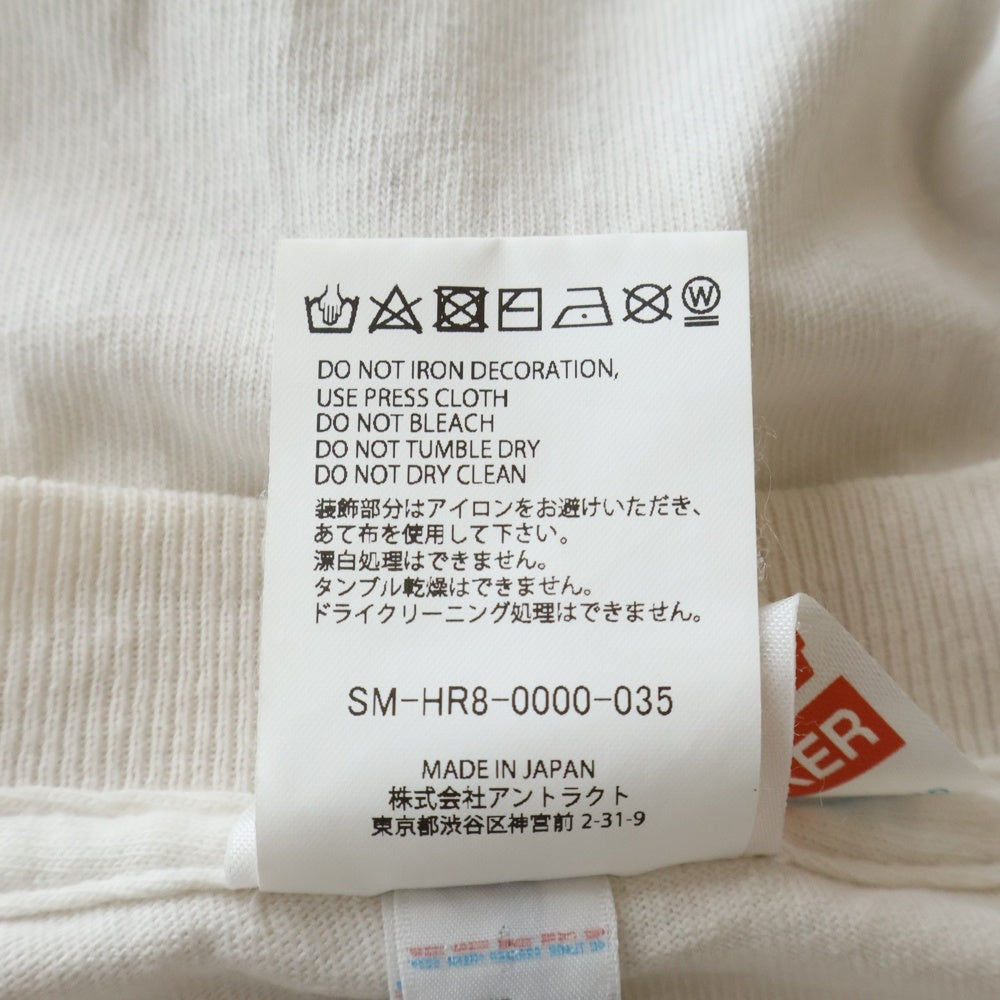 W
DO NOT IRON DECORATION,
USE PRESS CLOTH
DO NOT BLEACH
DO NOT TUMBLE DRY
DO NOT DRY CLEAN
装飾部分はアイロンをお避けいただき、
あて布を使用して下さい。
漂白処理はできません。
タンブル乾燥はできません。
ドライクリーニング処理はできません。
SM-HR8-0000-035
MADE IN JAPAN
株式会社アントラクト
東京都渋谷区神宮前 2-31-9
KER